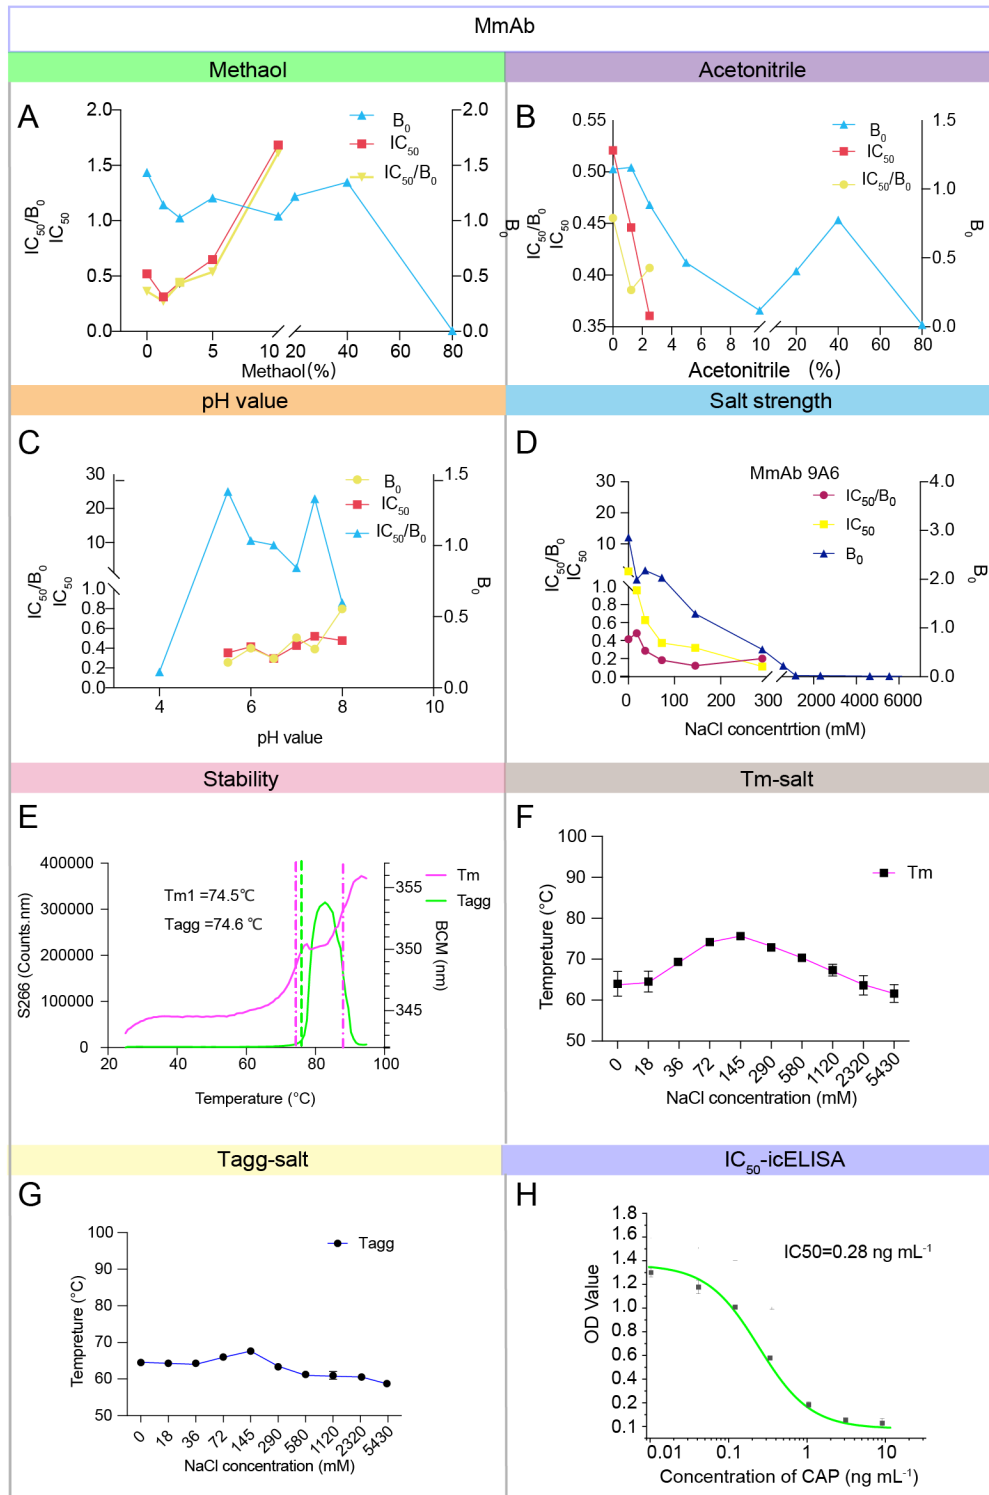 MmAb
Methaol
Acetonitrile
A
2.0
1.5
1.0
0.5
0.0
IC50/B0
IC50
B0
IC50
IC50/B0
2.0
1.5
1.0
0.5
0.0
B0
0 5 10 20 40 80
Methaol(%)
B
0.55
0.50
0.45
0.40
0.35
IC50/B0
IC50
B0
IC50
IC50/B0
1.5
1.0
0.5
0.0
B0
0 2 4 6 8 10 20 40 60 80
Acetonitrile (%)
pH value
Salt strength
C
30
20
10
1.0
0.8
0.6
0.4
0.2
0.0
IC50/B0
IC50
B0
IC50
IC50/B0
1.5
1.0
0.5
0.0
B0
4 6 8 10
pH value
D
MmAb 9A6
30
20
10
1.0
0.8
0.6
0.4
0.2
0.0
IC50/B0
IC50
IC50/B0
IC50
B0
4.0
3.0
2.0
1.0
0.0
B0
0 100 200 300 2000 4000 6000
NaCl concentrtion (mM)
Stability
Tm-salt
E
400000
300000
200000
100000
0
S266 (Counts.nm)
Tm1 =74.5℃
Tagg =74.6 ℃
Tm
Tagg
355
350
345
BCM (nm)
20 40 60 80 100
Temperature (°C)
F
100
90
80
70
60
50
Tempreture (°C)
Tm
0 18 36 72 145 290 580 1120 2320 5430
NaCl concentration (mM)
Tagg-salt
IC50-icELISA
G
100
90
80
70
60
50
Tempreture (°C)
Tagg
0 18 36 72 145 290 580 1120 2320 5430
NaCl concentration (mM)
H
1.8
1.4
1.2
1.0
0.8
0.6
0.2
0.1
OD Value
IC50=0.28 ng mL-1
0.01 0.1 1 10
Concentration of CAP (ng mL-1)